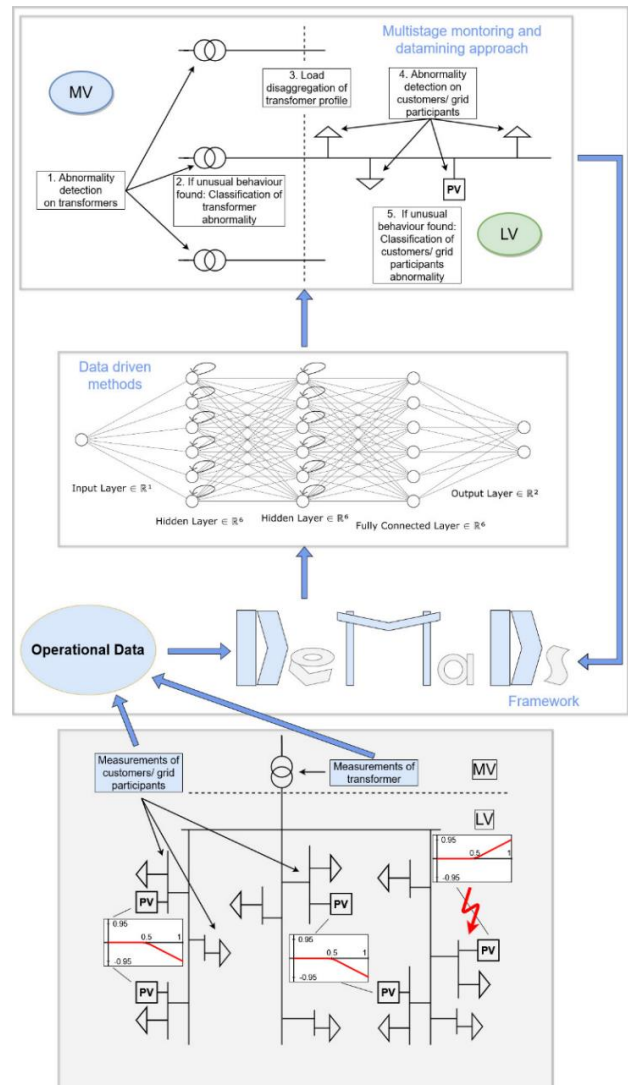 Multistage montoring and
datamining approach
MV
3. Load
disaggregation of
transfomer profile
4. Abnormality
detection on
customers/ grid
participants
1. Abnormality
detection
on transformers
2. If unusual behaviour
found: Classification of
transformer
abnormality
PV
5. If unusual
behaviour found:
Classification of
customers/ grid
participants
abnormality
LV
Data driven
methods
Input Layer ∈ ℝ¹
Hidden Layer ∈ ℝ⁶
Hidden Layer ∈ ℝ⁶
Fully Connected Layer ∈ ℝ⁶
Output Layer ∈ ℝ²
Operational Data
DeMaDs
Framework
Measurements of
customers/ grid
participants
Measurements of
transformer
MV
LV
0.95
0.5
1
-0.95
PV
PV
PV
0.95
0.5
1
-0.95
0.95
0.5
1
-0.95
PV
PV